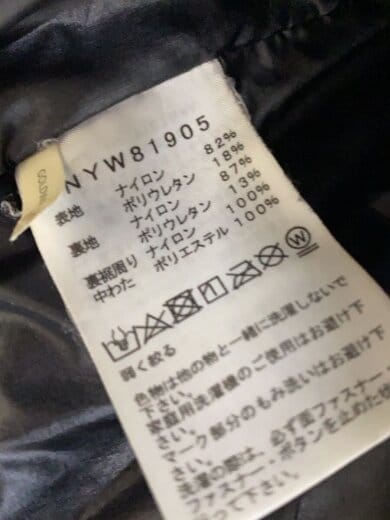 NYW81905
表地 ナイロン 82%
ポリウレタン 18%
裏地 ナイロン 87%
ポリウレタン 13%
裏裾周り ナイロン 100%
中わた ポリエステル 100%
W
弱く絞る
色物は他の物と一緒に洗濯しないで
下さい。
家庭用洗濯機のご使用はお避け下
さい。
マーク部分のもみ洗いはお避け下
さい。
洗濯の際は、必ず面ファスナー
ファスナー・ボタンを止めた
って下さい。